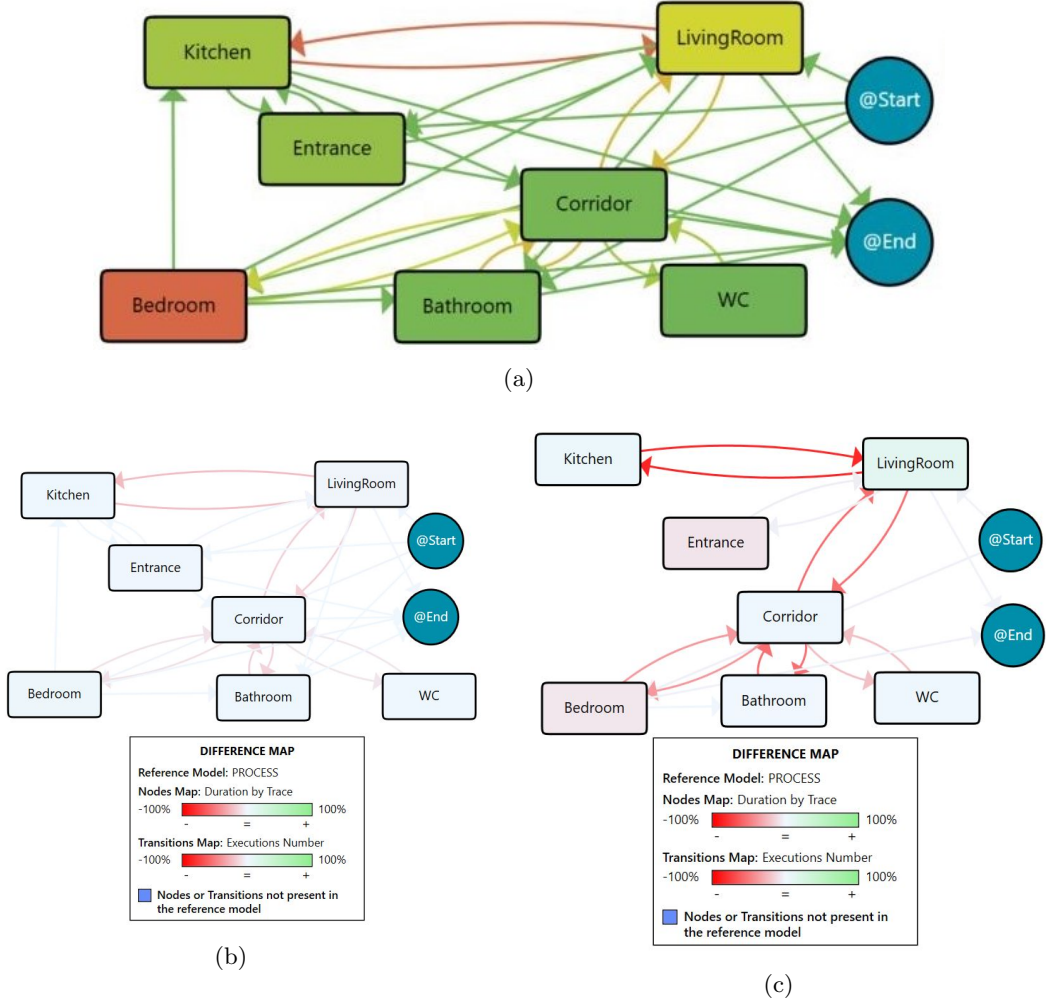 Kitchen
LivingRoom
@Start
Entrance
Corridor
@End
Bedroom
Bathroom
WC
(a)
Kitchen
LivingRoom
@Start
Entrance
@End
Corridor
Bedroom
Bathroom
WC
DIFFERENCE MAP
Reference Model: PROCESS
Nodes Map: Duration by Trace
-100% 100%
- = +
Transitions Map: Executions Number
-100% 100%
- = +
Nodes or Transitions not present in
the reference model
(b)
Kitchen
LivingRoom
@Start
Entrance
Corridor
@End
Bedroom
Bathroom
WC
DIFFERENCE MAP
Reference Model: PROCESS
Nodes Map: Duration by Trace
-100% 100%
- = +
Transitions Map: Executions Number
-100% 100%
- = +
Nodes or Transitions not present in
the reference model
(c)